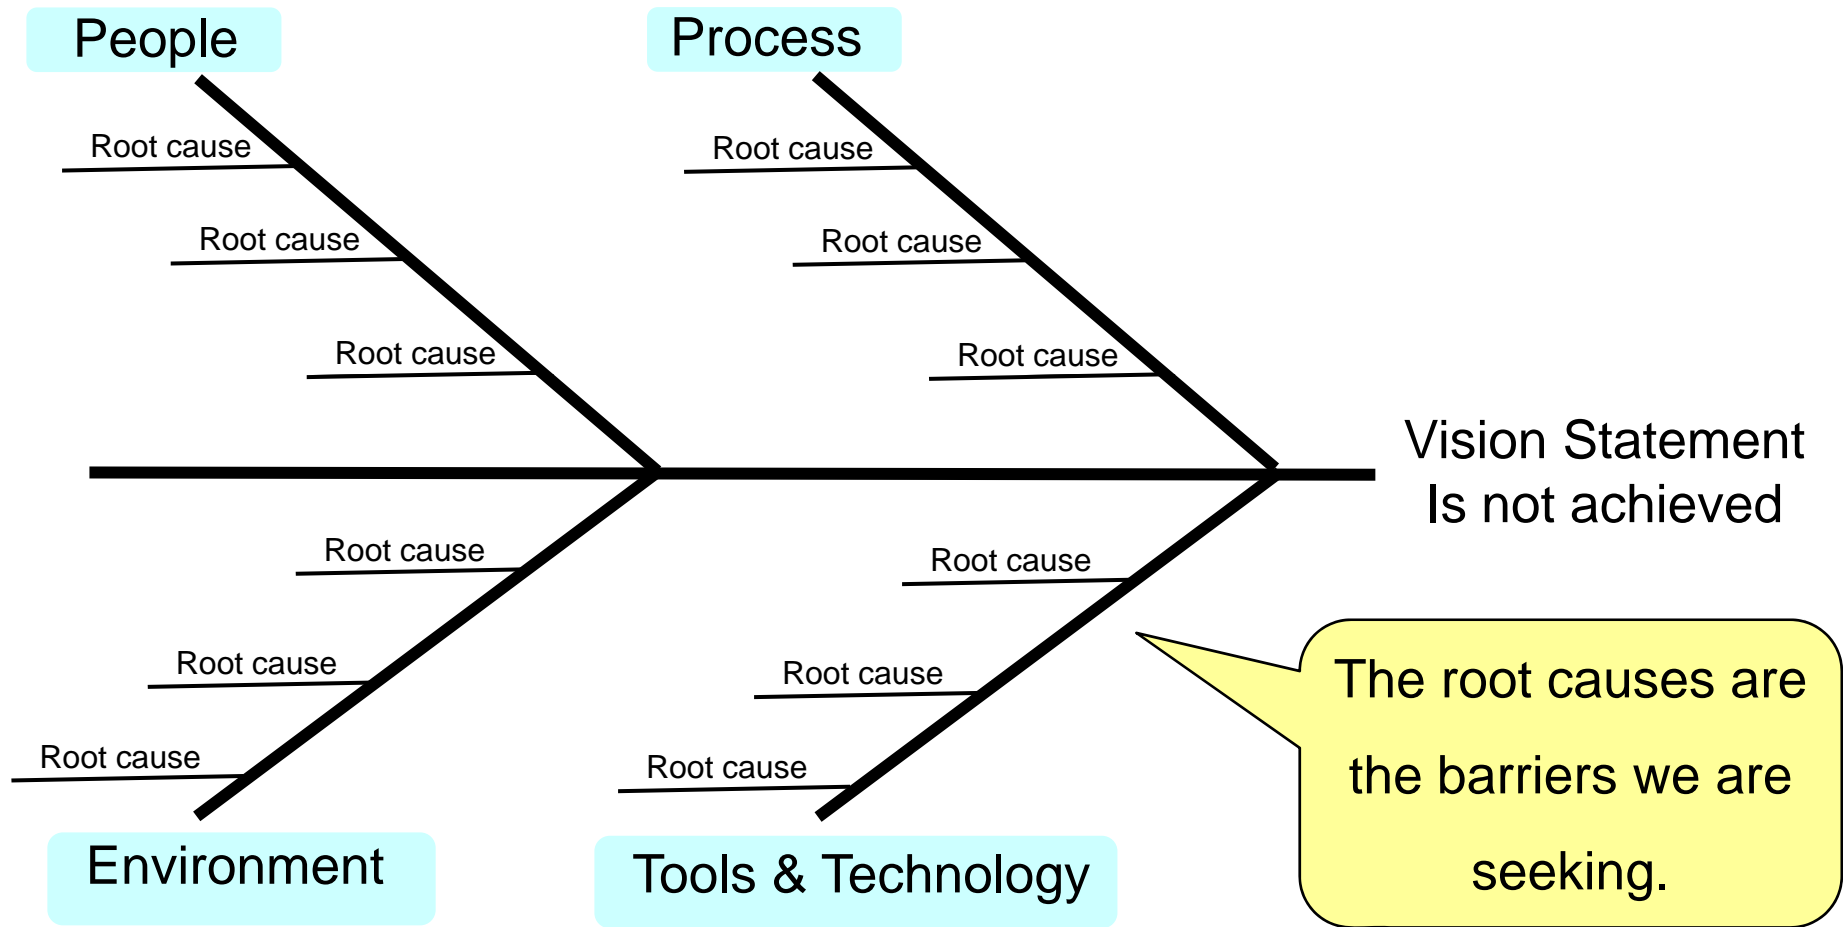 People
Process
Root cause
Root cause
Root cause
Root cause
Root cause
Root cause
Vision Statement
Is not achieved
Root cause
Root cause
Root cause
Root cause
Root cause
Root cause
The root causes are
the barriers we are
seeking.
Environment
Tools & Technology